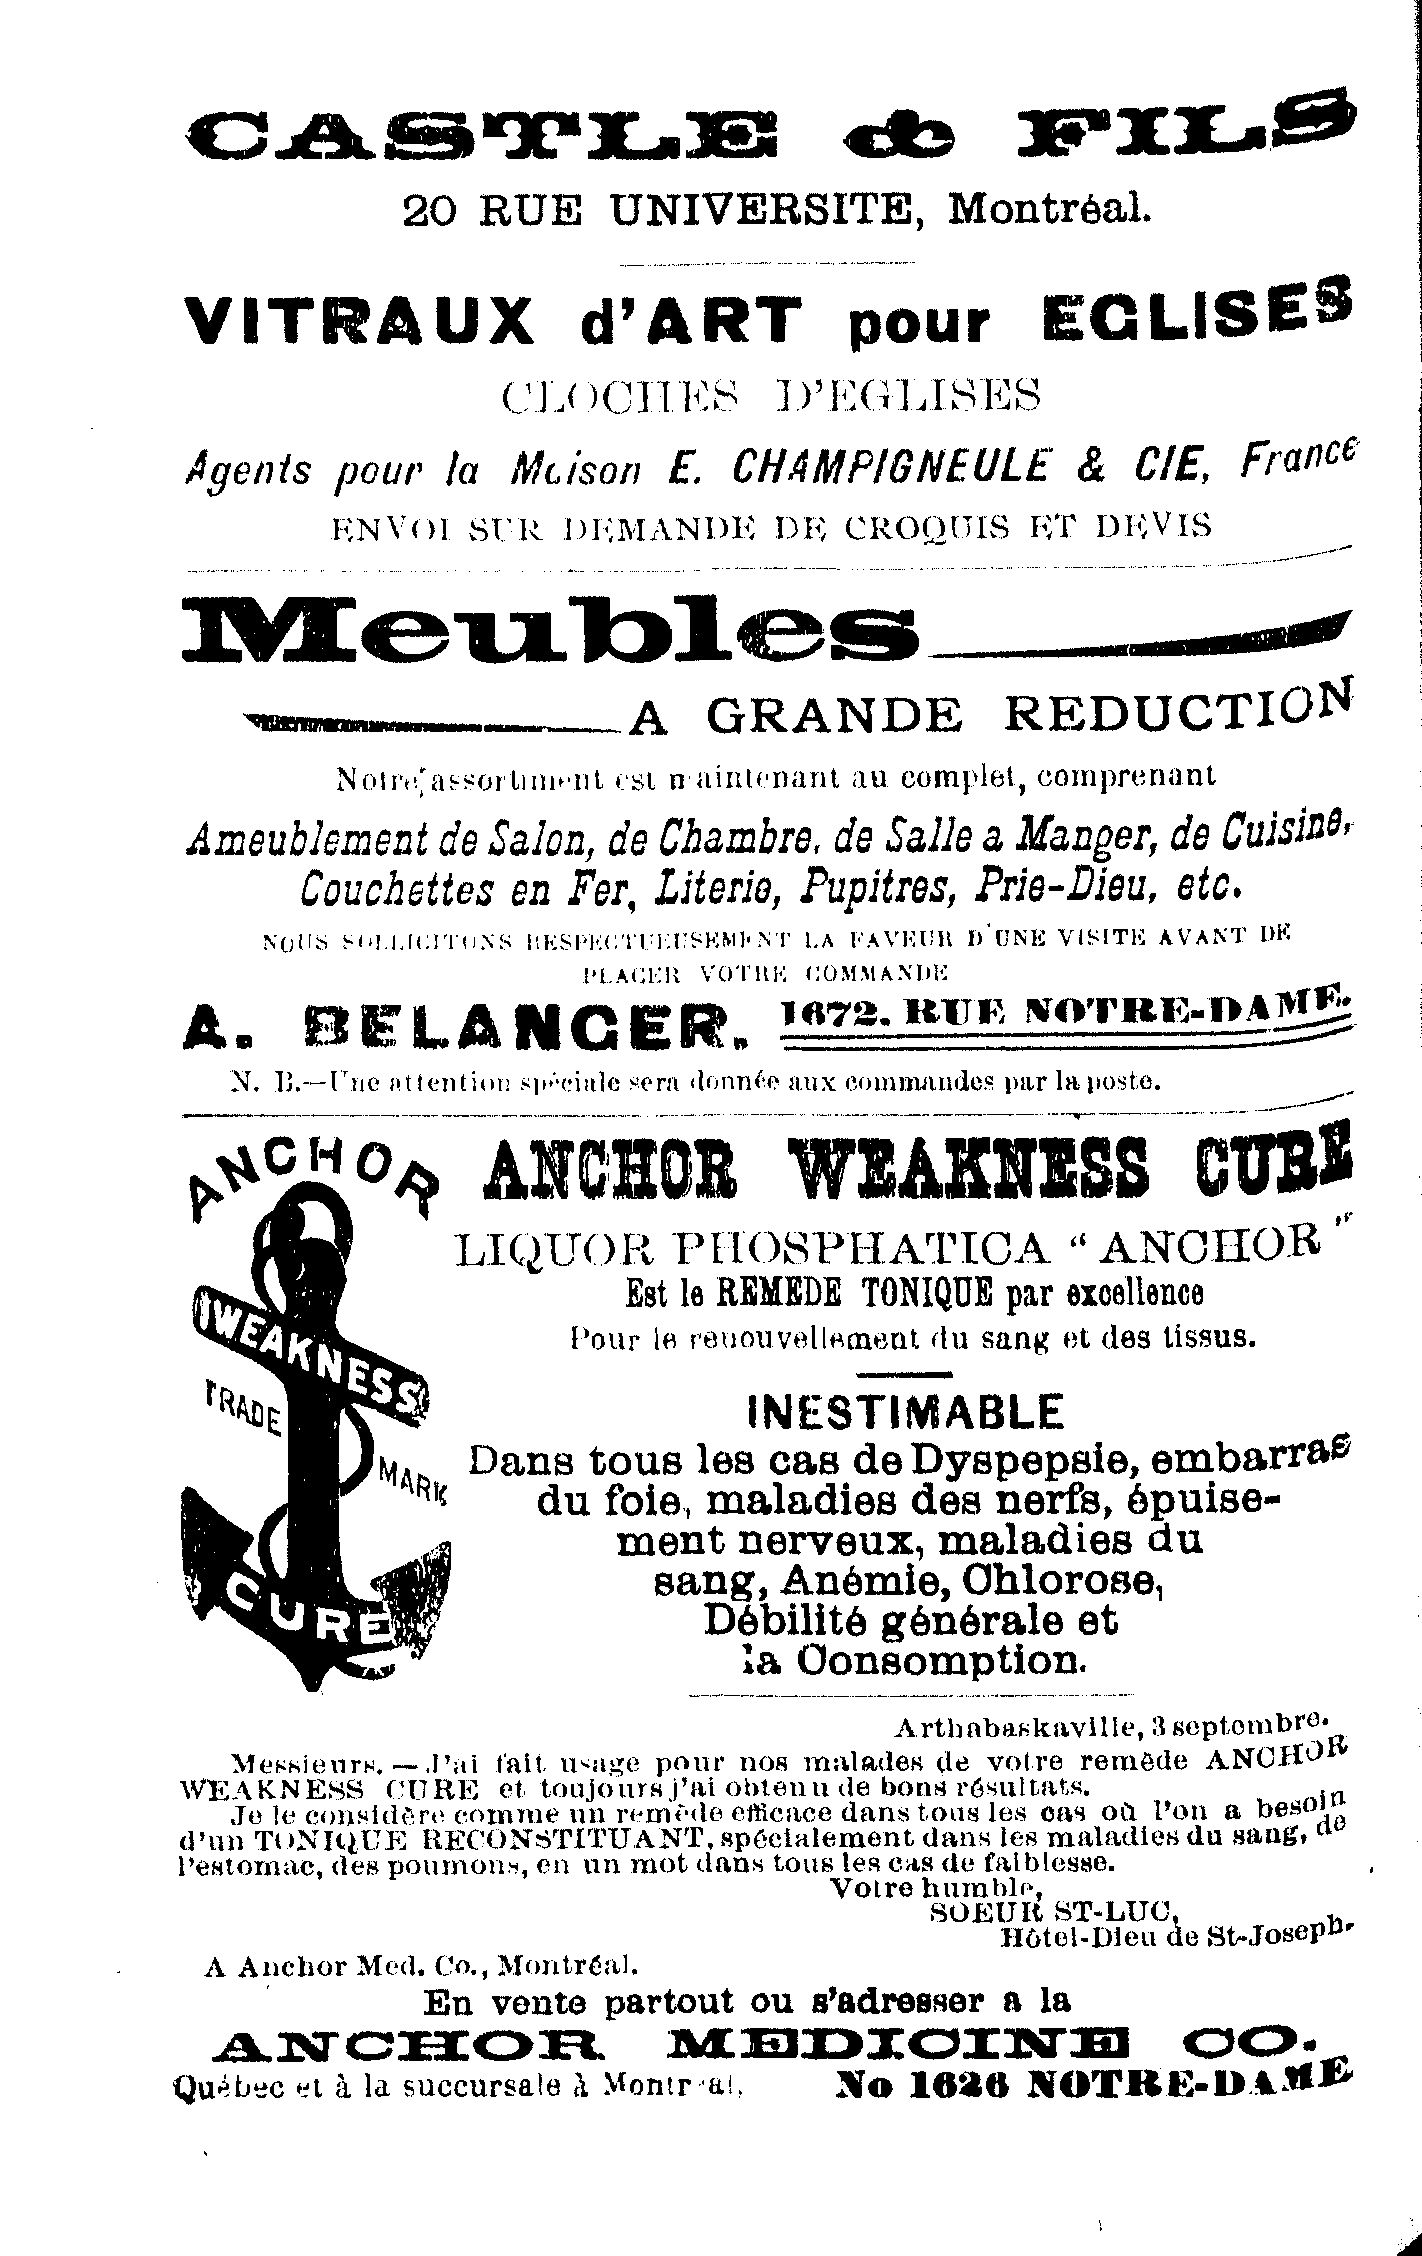 CASTLE & FILS
20 RUE UNIVERSITE, Montréal.
VITRAUX d'ART pour EGLISES
CLOCHES D'EGLISES
Agents pour la Maison E. CHAMPIGNEULE & CIE, France
ENVOI SUR DEMANDE DE CROQUIS ET DEVIS
Meubles
A GRANDE REDUCTION
Notre assortiment est maintenant au complet, comprenant
Ameublement de Salon, de Chambre, de Salle a Manger, de Cuisine,
Couchettes en Fer, Literie, Pupitres, Prie-Dieu, etc.
NOUS SOLLICITONS RESPECTUEUSEMENT LA FAVEUR D'UNE VISITE AVANT DE
PLACER VOTRE COMMANDE
A. BELANGER, 1672, RUE NOTRE-DAME.
N. B.—Une attention spéciale sera donnée aux commandes par la poste.
ANCHOR
WEAKNESS
TRADE
MARK
CURE
ANCHOR WEAKNESS CURE
LIQUOR PHOSPHATICA "ANCHOR"
Est le REMEDE TONIQUE par excellence
Pour le renouvellement du sang et des tissus.
INESTIMABLE
Dans tous les cas de Dyspepsie, embarras
du foie, maladies des nerfs, épuise-
ment nerveux, maladies du
sang, Anémie, Chlorose,
Débilité générale et
la Consomption.
Arthabaskaville, 3 septembre.
Messieurs. — J'ai fait usage pour nos malades de votre remède ANCHOR
WEAKNESS CURE et toujours j'ai obtenu de bons résultats.
Je le considère comme un remède efficace dans tous les cas où l'on a besoin
d'un TONIQUE RECONSTITUANT, spécialement dans les maladies du sang, de
l'estomac, des poumons, en un mot dans tous les cas de faiblesse.
Votre humble,
SOEUR ST-LUC,
Hôtel-Dieu de St-Joseph.
A Anchor Med. Co., Montréal.
En vente partout ou s'adresser a la
ANCHOR MEDICINE CO.
Québec et à la succursale à Montréal, No 1626 NOTRE-DAME